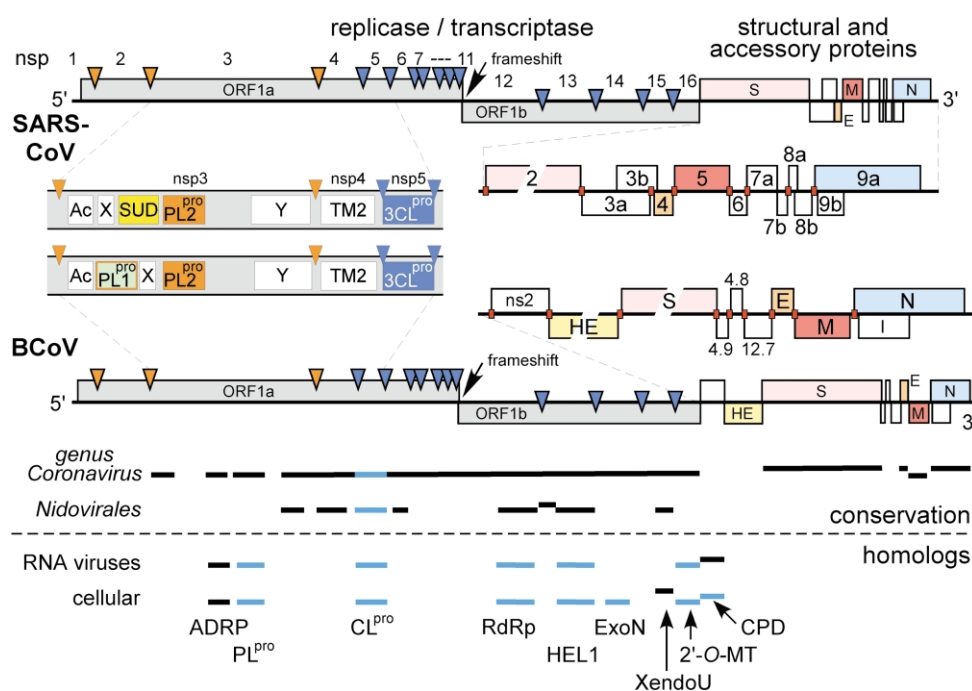 replicase / transcriptase
structural and
accessory proteins
nsp 1 2 3 4 5 6 7 --- 11 frameshift
12 13 14 15 16
ORF1a S M N
5' 3'
ORF1b E
SARS-
CoV
nsp3 nsp4 nsp5
Ac X SUD PL2pro Y TM2 3CLpro
2 3b 5 7a 8a 9a
3a 4 6 7b 8b 9b
Ac PL1pro X PL2pro Y TM2 3CLpro
ns2 S 4.8 E N
HE 4.9 12.7 M I
BCoV
frameshift
ORF1a S E N
5' 3
ORF1b HE M
genus
Coronavirus
Nidovirales
conservation
homologs
RNA viruses
cellular
ADRP CLpro RdRp ExoN CPD
PLpro HEL1 2'-O-MT
XendoU